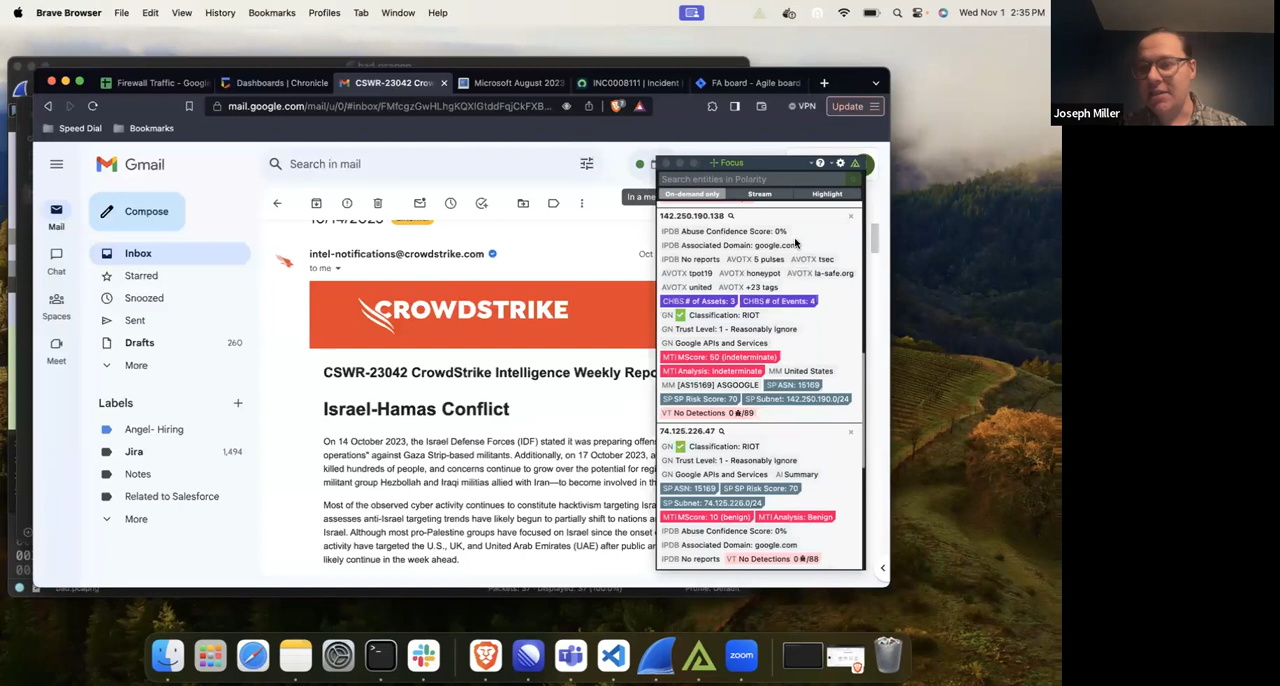 Brave Browser File Edit View History Bookmarks Profiles Tab Window Help Wed Nov 1 2:35 PM
Joseph Miller
Firewall Traffic - Google Dashboards | Chronicle CSWR-23042 Crow Microsoft August 2023 INC0008111 | Incident FA board - Agile board
mail.google.com/mail/u/0/#inbox/FMfcgzGwHLhgKQXlGtddFqjCkFXB... VPN Update
Speed Dial Bookmarks
Gmail
Search in mail
Compose
In a me
Mail
Chat
Spaces
Meet
Inbox
Starred
Snoozed
Sent
Drafts 260
More
Labels
Angel- Hiring
Jira 1,494
Notes
Related to Salesforce
More
10/14/2023
intel-notifications@crowdstrike.com Oct
to me
CROWDSTRIKE
CSWR-23042 CrowdStrike Intelligence Weekly Repo
Israel-Hamas Conflict
On 14 October 2023, the Israel Defense Forces (IDF) stated it was preparing offens
operations" against Gaza Strip-based militants. Additionally, on 17 October 2023, a
killed hundreds of people, and concerns continue to grow over the potential for regi
militant group Hezbollah and Iraqi militias allied with Iran—to become involved in th
Most of the observed cyber activity continues to constitute hacktivism targeting Isra
assesses anti-Israel targeting trends have likely begun to partially shift to nations a
Israel. Although most pro-Palestine groups have focused on Israel since the onset
activity have targeted the U.S., UK, and United Arab Emirates (UAE) after public ar
likely continue in the week ahead.
Focus
Search entities in Polarity
On-demand only Stream Highlight
142.250.190.138
IPDB Abuse Confidence Score: 0%
IPDB Associated Domain: google.com
IPDB No reports AVOTX 5 pulses AVOTX tsec
AVOTX tpot19 AVOTX honeypot AVOTX la-safe.org
AVOTX united AVOTX +23 tags
CHBS # of Assets: 3 CHBS # of Events: 4
GN Classification: RIOT
GN Trust Level: 1 - Reasonably Ignore
GN Google APIs and Services
MTI MScore: 50 (indeterminate)
MTI Analysis: Indeterminate MM United States
MM [AS15169] ASGOOGLE SP ASN: 15169
SP SP Risk Score: 70 SP Subnet: 142.250.190.0/24
VT No Detections 0 /89
74.125.226.47
GN Classification: RIOT
GN Trust Level: 1 - Reasonably Ignore
GN Google APIs and Services AI Summary
SP ASN: 15169 SP SP Risk Score: 70
SP Subnet: 74.125.226.0/24
MTI MScore: 10 (benign) MTI Analysis: Benign
IPDB Abuse Confidence Score: 0%
IPDB Associated Domain: google.com
IPDB No reports VT No Detections 0 /88
zoom